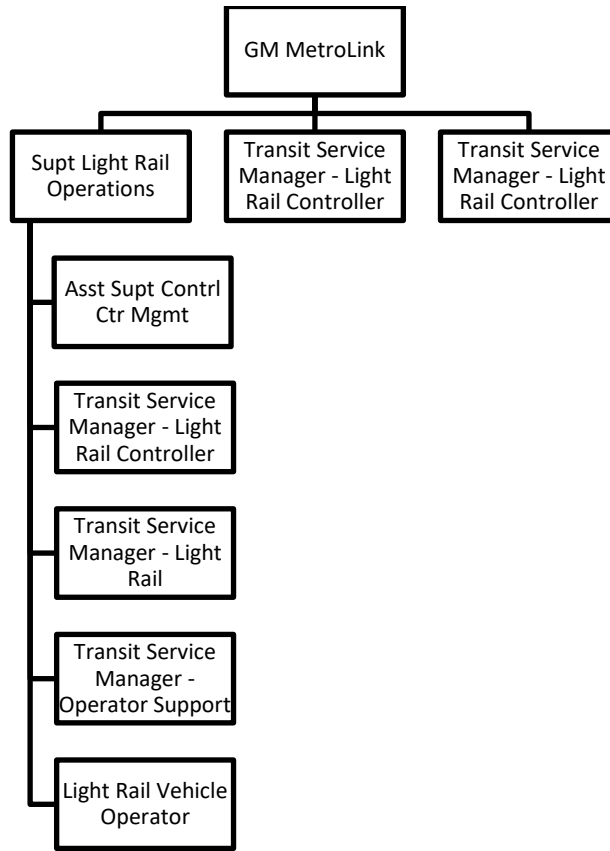 GM MetroLink
Supt Light Rail
Operations
Transit Service
Manager - Light
Rail Controller
Transit Service
Manager - Light
Rail Controller
Asst Supt Contrl
Ctr Mgmt
Transit Service
Manager - Light
Rail Controller
Transit Service
Manager - Light
Rail
Transit Service
Manager -
Operator Support
Light Rail Vehicle
Operator